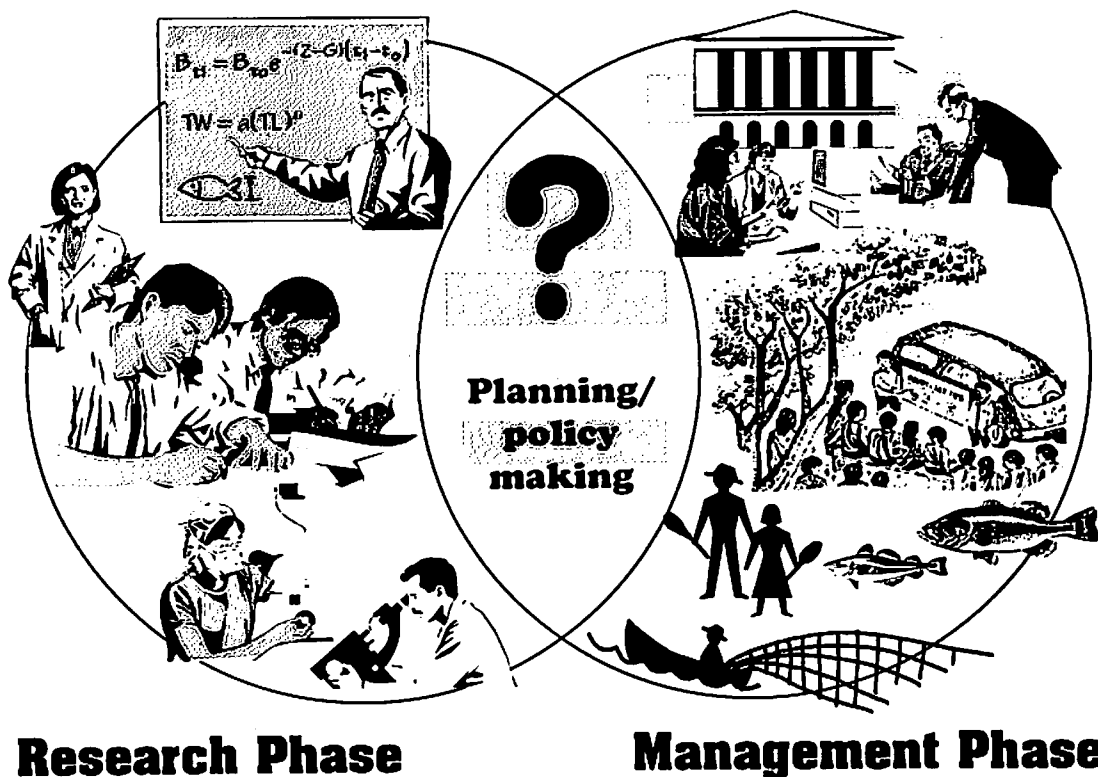 B_t1 = B_t0 e^-(Z-G)(t1-t0)
TW = a(TL)^b
?
Planning/
policy
making
Research Phase
Management Phase